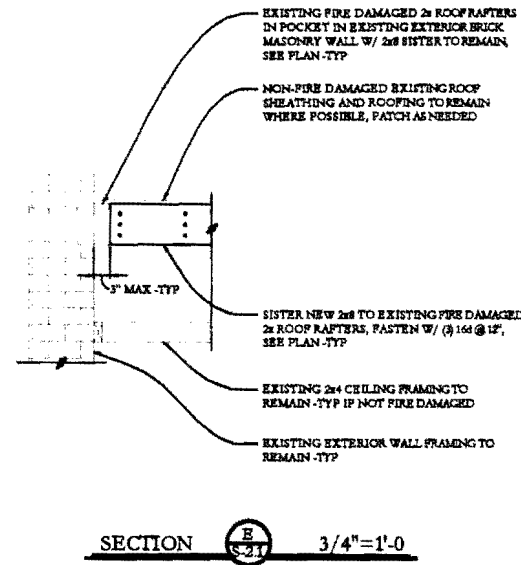 EXISTING FIRE DAMAGED 2x ROOF RAFTERS
IN POCKET IN EXISTING EXTERIOR BRICK
MASONRY WALL W/ 2x8 SISTER TO REMAIN,
SEE PLAN -TYP
NON-FIRE DAMAGED EXISTING ROOF
SHEATHING AND ROOFING TO REMAIN
WHERE POSSIBLE, PATCH AS NEEDED
3" MAX -TYP
SISTER NEW 2x8 TO EXISTING FIRE DAMAGED
2x ROOF RAFTERS, FASTEN W/ (3) 16d @ 12",
SEE PLAN -TYP
EXISTING 2x4 CEILING FRAMING TO
REMAIN -TYP IF NOT FIRE DAMAGED
EXISTING EXTERIOR WALL FRAMING TO
REMAIN -TYP
SECTION E 3/4"=1'-0
S-2.1